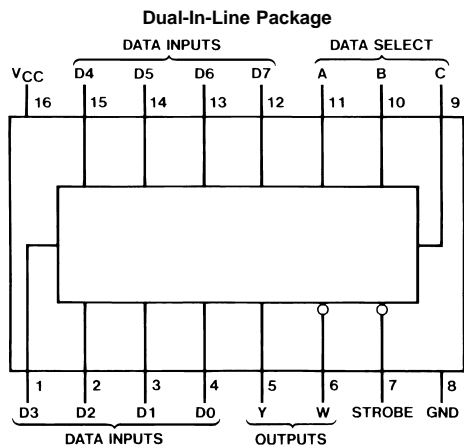 Dual-In-Line Package
DATA INPUTS DATA SELECT
VCC D4 D5 D6 D7 A B C
16 15 14 13 12 11 10 9
1 2 3 4 5 6 7 8
D3 D2 D1 D0 Y W STROBE GND
DATA INPUTS OUTPUTS